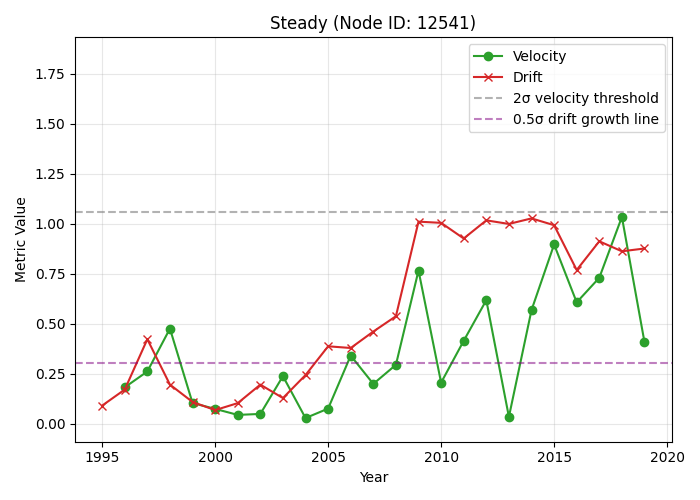 Steady (Node ID: 12541)
Velocity
Drift
2σ velocity threshold
0.5σ drift growth line
Metric Value
1.75
1.50
1.25
1.00
0.75
0.50
0.25
0.00
1995
2000
2005
2010
2015
2020
Year